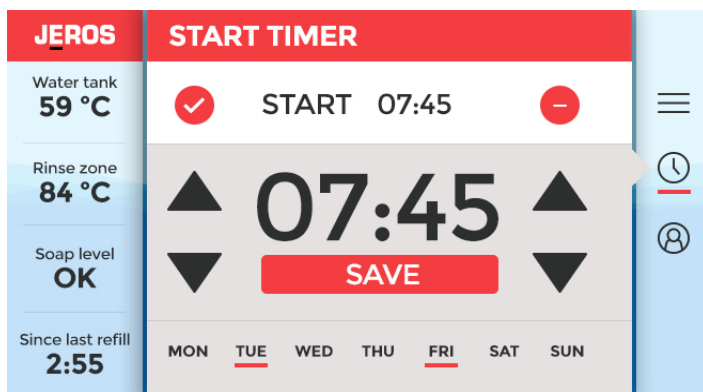 JEROS
Water tank
59 °C
Rinse zone
84 °C
Soap level
OK
Since last refill
2:55
START TIMER
START 07:45
07:45
SAVE
MON TUE WED THU FRI SAT SUN